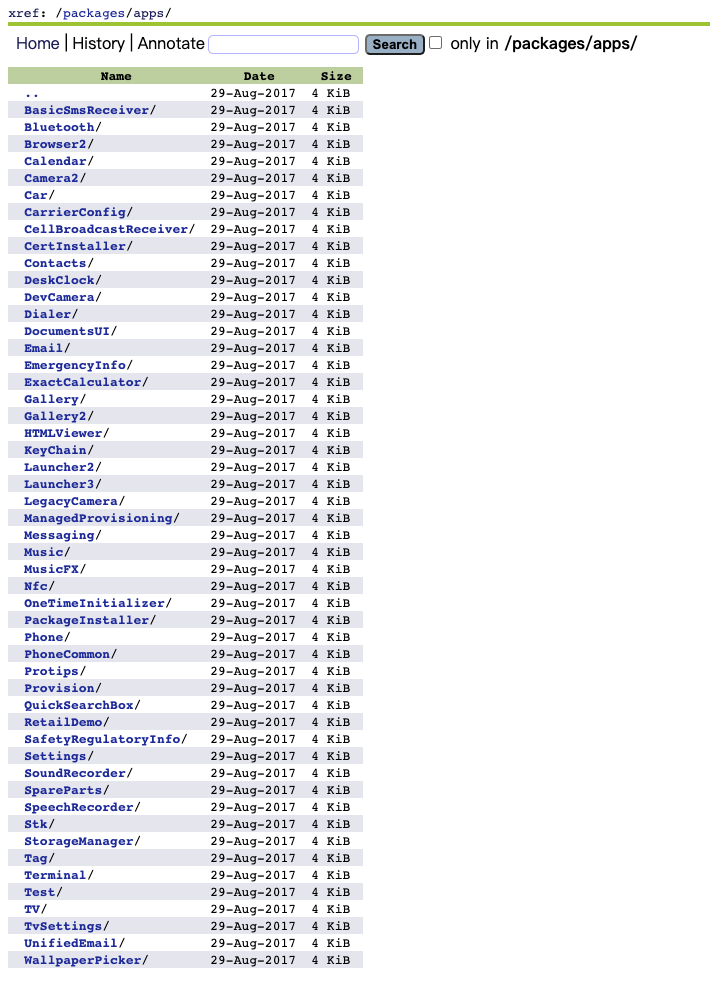 xref: /packages/apps/
Home | History | Annotate Search only in /packages/apps/
Name Date Size
.. 29-Aug-2017 4 KiB
BasicSmsReceiver/ 29-Aug-2017 4 KiB
Bluetooth/ 29-Aug-2017 4 KiB
Browser2/ 29-Aug-2017 4 KiB
Calendar/ 29-Aug-2017 4 KiB
Camera2/ 29-Aug-2017 4 KiB
Car/ 29-Aug-2017 4 KiB
CarrierConfig/ 29-Aug-2017 4 KiB
CellBroadcastReceiver/ 29-Aug-2017 4 KiB
CertInstaller/ 29-Aug-2017 4 KiB
Contacts/ 29-Aug-2017 4 KiB
DeskClock/ 29-Aug-2017 4 KiB
DevCamera/ 29-Aug-2017 4 KiB
Dialer/ 29-Aug-2017 4 KiB
DocumentsUI/ 29-Aug-2017 4 KiB
Email/ 29-Aug-2017 4 KiB
EmergencyInfo/ 29-Aug-2017 4 KiB
ExactCalculator/ 29-Aug-2017 4 KiB
Gallery/ 29-Aug-2017 4 KiB
Gallery2/ 29-Aug-2017 4 KiB
HTMLViewer/ 29-Aug-2017 4 KiB
KeyChain/ 29-Aug-2017 4 KiB
Launcher2/ 29-Aug-2017 4 KiB
Launcher3/ 29-Aug-2017 4 KiB
LegacyCamera/ 29-Aug-2017 4 KiB
ManagedProvisioning/ 29-Aug-2017 4 KiB
Messaging/ 29-Aug-2017 4 KiB
Music/ 29-Aug-2017 4 KiB
MusicFX/ 29-Aug-2017 4 KiB
Nfc/ 29-Aug-2017 4 KiB
OneTimeInitializer/ 29-Aug-2017 4 KiB
PackageInstaller/ 29-Aug-2017 4 KiB
Phone/ 29-Aug-2017 4 KiB
PhoneCommon/ 29-Aug-2017 4 KiB
Protips/ 29-Aug-2017 4 KiB
Provision/ 29-Aug-2017 4 KiB
QuickSearchBox/ 29-Aug-2017 4 KiB
RetailDemo/ 29-Aug-2017 4 KiB
SafetyRegulatoryInfo/ 29-Aug-2017 4 KiB
Settings/ 29-Aug-2017 4 KiB
SoundRecorder/ 29-Aug-2017 4 KiB
SpareParts/ 29-Aug-2017 4 KiB
SpeechRecorder/ 29-Aug-2017 4 KiB
Stk/ 29-Aug-2017 4 KiB
StorageManager/ 29-Aug-2017 4 KiB
Tag/ 29-Aug-2017 4 KiB
Terminal/ 29-Aug-2017 4 KiB
Test/ 29-Aug-2017 4 KiB
TV/ 29-Aug-2017 4 KiB
TvSettings/ 29-Aug-2017 4 KiB
UnifiedEmail/ 29-Aug-2017 4 KiB
WallpaperPicker/ 29-Aug-2017 4 KiB